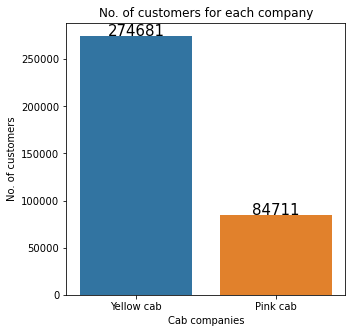 No. of customers for each company
274681
84711
250000
200000
150000
100000
50000
0
No. of customers
Yellow cab
Pink cab
Cab companies